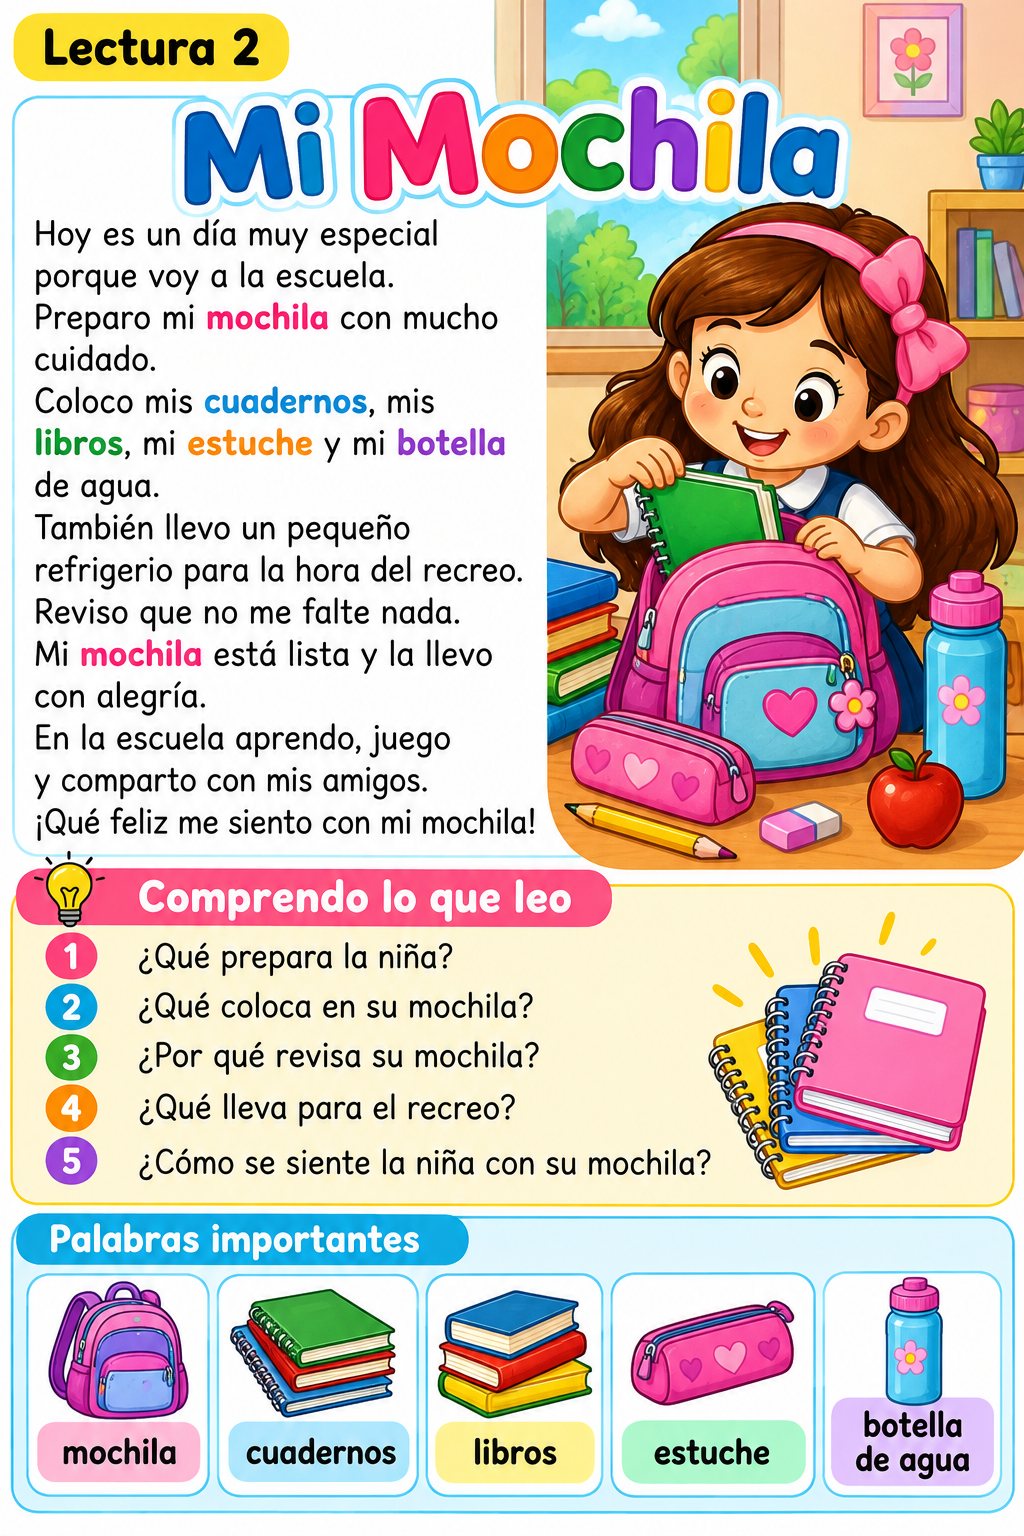 Lectura 2
Mi Mochila
Hoy es un día muy especial
porque voy a la escuela.
Preparo mi mochila con mucho
cuidado.
Coloco mis cuadernos, mis
libros, mi estuche y mi botella
de agua.
También llevo un pequeño
refrigerio para la hora del recreo.
Reviso que no me falte nada.
Mi mochila está lista y la llevo
con alegría.
En la escuela aprendo, juego
y comparto con mis amigos.
¡Qué feliz me siento con mi mochila!
Comprendo lo que leo
1 ¿Qué prepara la niña?
2 ¿Qué coloca en su mochila?
3 ¿Por qué revisa su mochila?
4 ¿Qué lleva para el recreo?
5 ¿Cómo se siente la niña con su mochila?
Palabras importantes
mochila
cuadernos
libros
estuche
botella
de agua